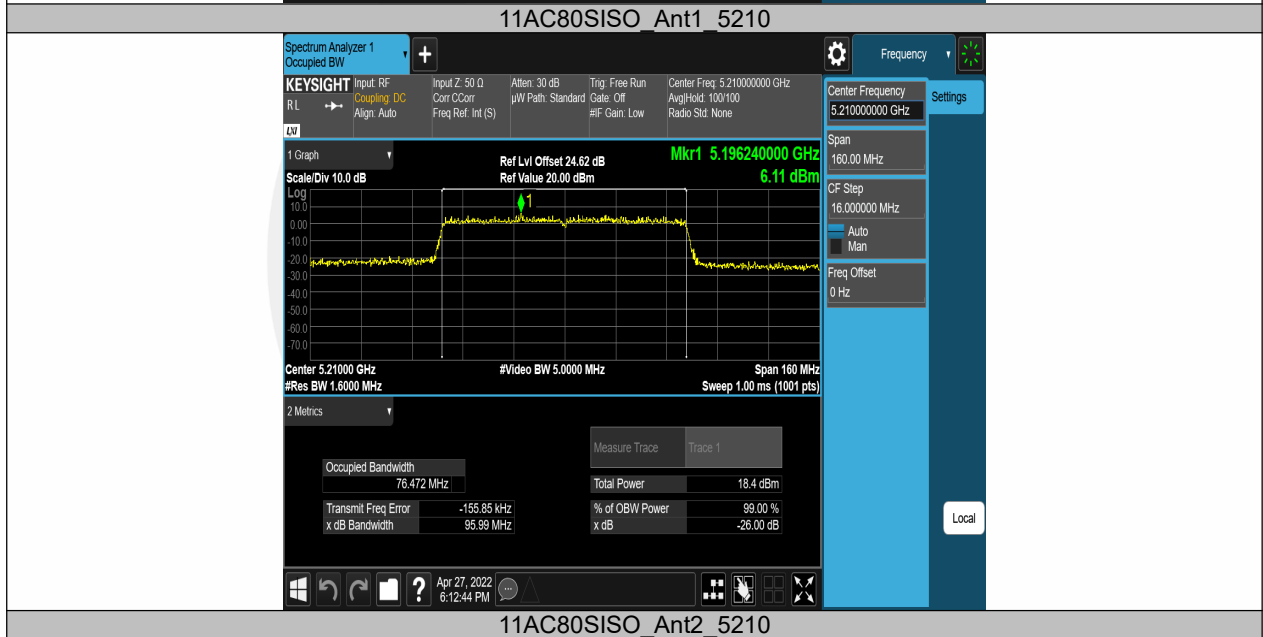 11AC80SISO_Ant1_5210
Spectrum Analyzer 1
Occupied BW
+
Frequency
KEYSIGHT
RL
LXI
Input: RF
Coupling: DC
Align: Auto
Input Z: 50 Ω
Corr CCorr
Freq Ref: Int (S)
Atten: 30 dB
µW Path: Standard
Trig: Free Run
Gate: Off
#IF Gain: Low
Center Freq: 5.210000000 GHz
Avg|Hold: 100/100
Radio Std: None
Center Frequency
5.210000000 GHz
Settings
Span
160.00 MHz
CF Step
16.000000 MHz
Auto
Man
Freq Offset
0 Hz
1 Graph
Scale/Div 10.0 dB
Ref Lvl Offset 24.62 dB
Ref Value 20.00 dBm
Mkr1 5.196240000 GHz
6.11 dBm
Log
10.0
0.00
-10.0
-20.0
-30.0
-40.0
-50.0
-60.0
-70.0
1
Center 5.21000 GHz
#Video BW 5.0000 MHz
Span 160 MHz
#Res BW 1.6000 MHz
Sweep 1.00 ms (1001 pts)
2 Metrics
Measure Trace Trace 1
Occupied Bandwidth
76.472 MHz
Total Power 18.4 dBm
Transmit Freq Error -155.85 kHz
% of OBW Power 99.00 %
x dB Bandwidth 95.99 MHz
x dB -26.00 dB
Local
?
Apr 27, 2022
6:12:44 PM
11AC80SISO_Ant2_5210